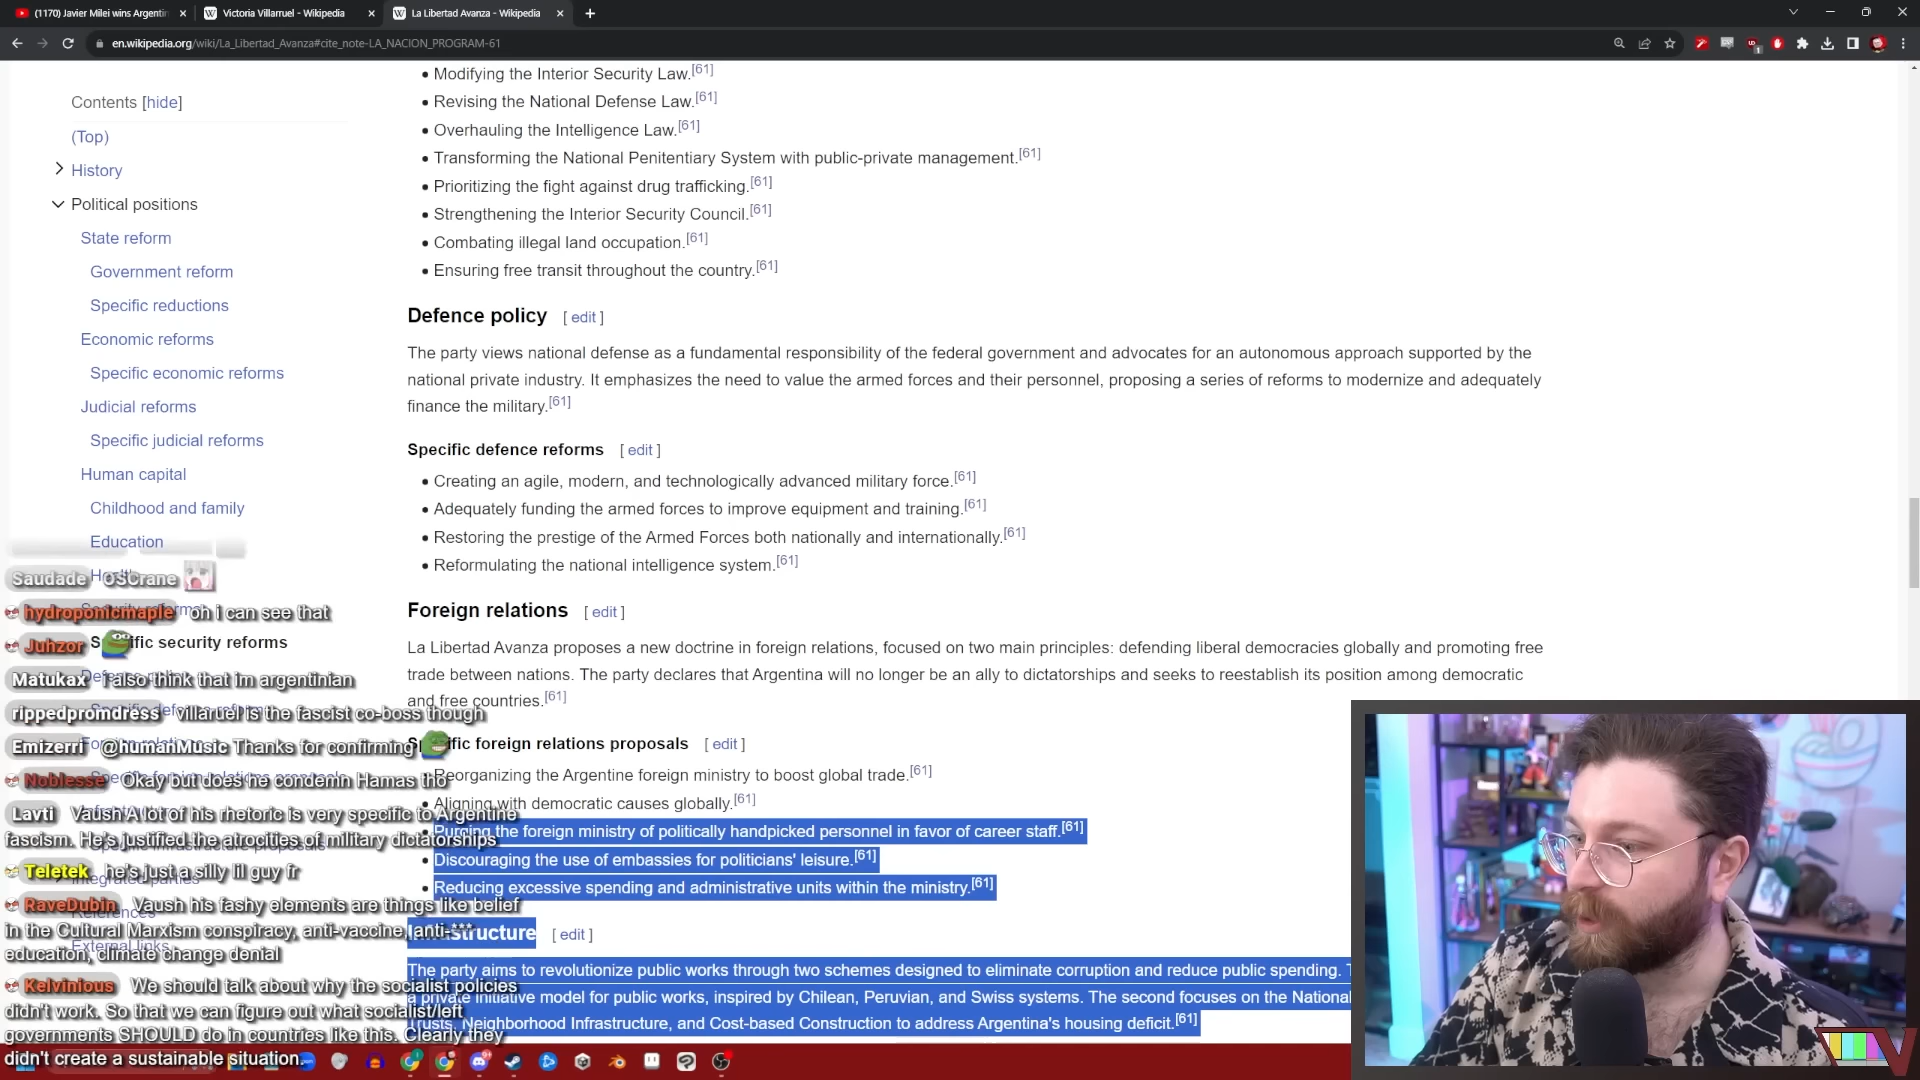 (1170) Javier Milei wins Argentin
Victoria Villarruel - Wikipedia
La Libertad Avanza - Wikipedia
en.wikipedia.org/wiki/La_Libertad_Avanza#cite_note-LA_NACION_PROGRAM-61
Contents [hide]
(Top)
History
Political positions
State reform
Government reform
Specific reductions
Economic reforms
Specific economic reforms
Judicial reforms
Specific judicial reforms
Human capital
Childhood and family
Education
Specific security reforms
References
External links
• Modifying the Interior Security Law.[61]
• Revising the National Defense Law.[61]
• Overhauling the Intelligence Law.[61]
• Transforming the National Penitentiary System with public-private management.[61]
• Prioritizing the fight against drug trafficking.[61]
• Strengthening the Interior Security Council.[61]
• Combating illegal land occupation.[61]
• Ensuring free transit throughout the country.[61]
Defence policy [ edit ]
The party views national defense as a fundamental responsibility of the federal government and advocates for an autonomous approach supported by the
national private industry. It emphasizes the need to value the armed forces and their personnel, proposing a series of reforms to modernize and adequately
finance the military.[61]
Specific defence reforms [ edit ]
• Creating an agile, modern, and technologically advanced military force.[61]
• Adequately funding the armed forces to improve equipment and training.[61]
• Restoring the prestige of the Armed Forces both nationally and internationally.[61]
• Reformulating the national intelligence system.[61]
Foreign relations [ edit ]
La Libertad Avanza proposes a new doctrine in foreign relations, focused on two main principles: defending liberal democracies globally and promoting free
trade between nations. The party declares that Argentina will no longer be an ally to dictatorships and seeks to reestablish its position among democratic
and free countries.[61]
Specific foreign relations proposals [ edit ]
Reorganizing the Argentine foreign ministry to boost global trade.[61]
• Aligning with democratic causes globally.[61]
Purging the foreign ministry of politically handpicked personnel in favor of career staff.[61]
• Discouraging the use of embassies for politicians' leisure.[61]
• Reducing excessive spending and administrative units within the ministry.[61]
Infrastructure [ edit ]
The party aims to revolutionize public works through two schemes designed to eliminate corruption and reduce public spending.
a private initiative model for public works, inspired by Chilean, Peruvian, and Swiss systems. The second focuses on the National
Trusts, Neighborhood Infrastructure, and Cost-based Construction to address Argentina's housing deficit.[61]
Saudade OSCrane
hydroponicmaple oh i can see that
Juhzor
Matukax I also think that im argentinian
rippedpromdress villaruel is the fascist co-boss though
Emizerri @humanMusic Thanks for confirming
Noblesse Okay but does he condemn Hamas tho
Lavti Vaush A lot of his rhetoric is very specific to Argentine
fascism. He's justified the atrocities of military dictatorships
Teletek he's just a silly lil guy fr
RaveDubin Vaush his fashy elements are things like belief
in the Cultural Marxism conspiracy, anti-vaccine, anti-***
education, climate change denial
Kelvinious We should talk about why the socialist policies
didn't work. So that we can figure out what socialist/left
governments SHOULD do in countries like this. Clearly they
didn't create a sustainable situation.